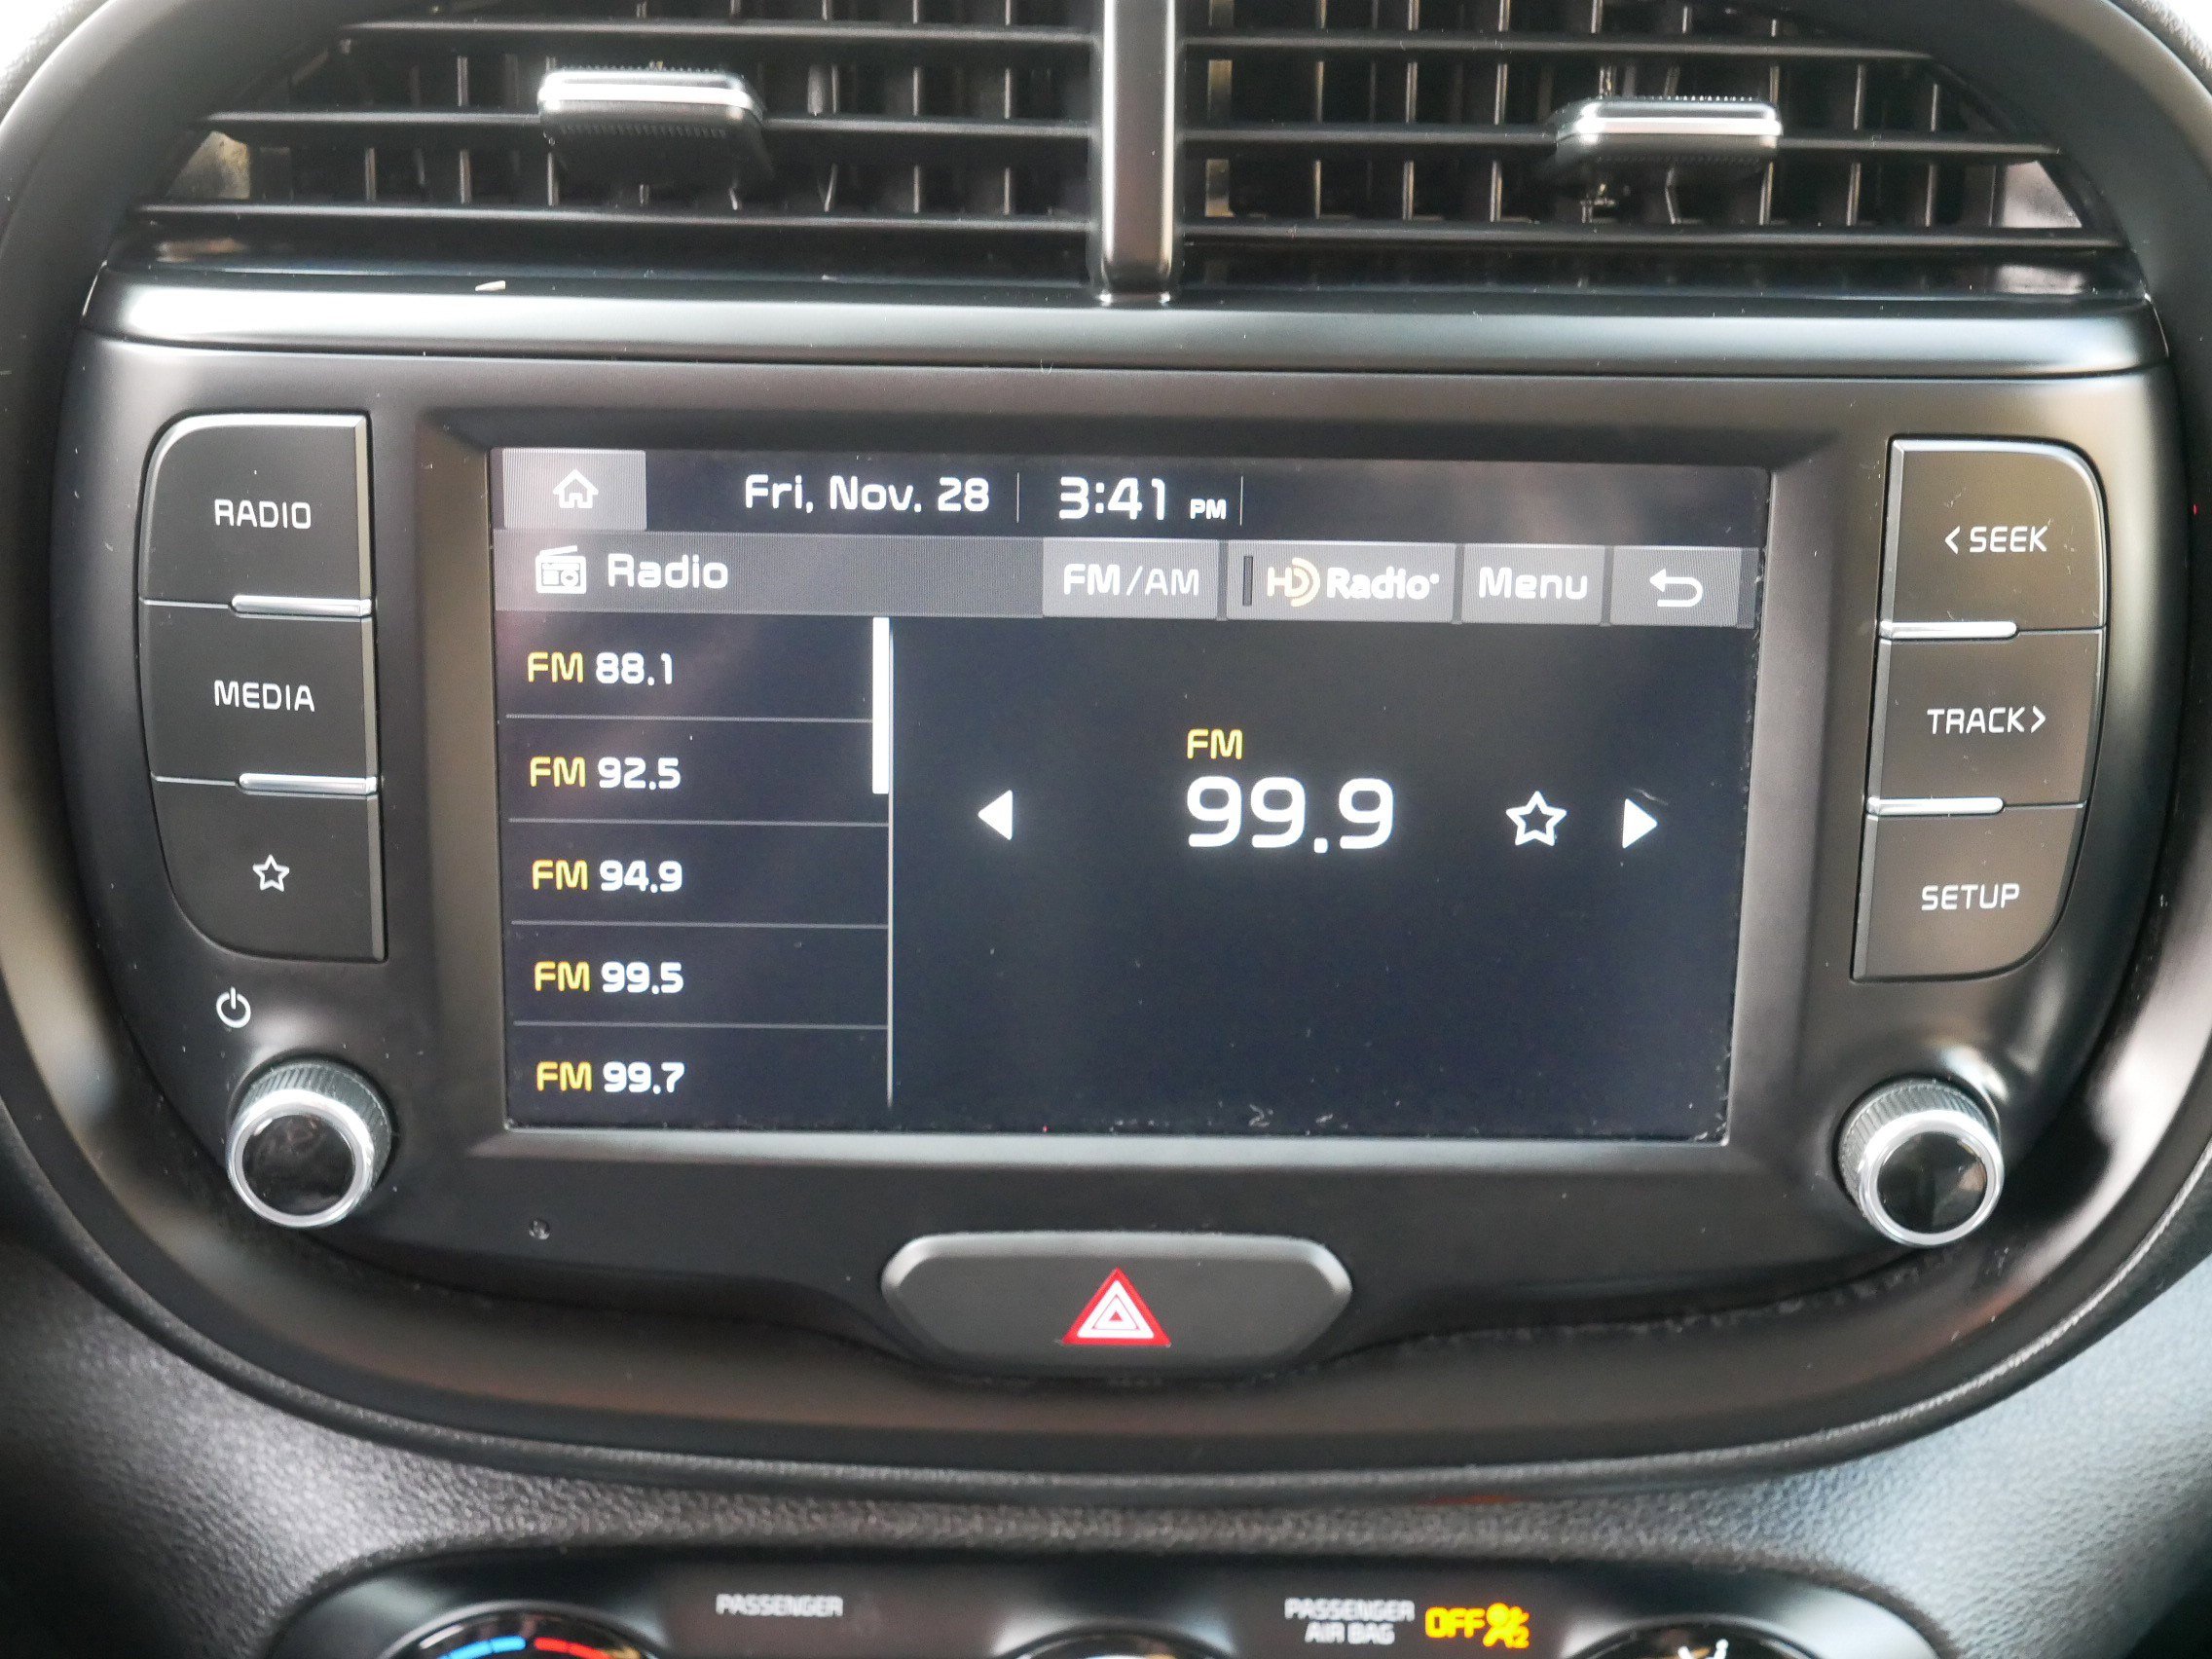 RADIO
MEDIA
Fri, Nov. 28
3:41 PM
Radio
FM/AM
HD Radio
Menu
FM 88.1
FM 92.5
FM 94.9
FM 99.5
FM 99.7
FM
99.9
< SEEK
TRACK >
SETUP
PASSENGER
PASSENGER
AIR BAG
OFF
2